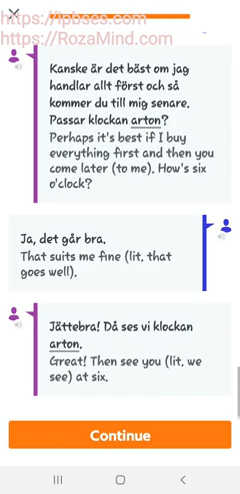 https://lpbses.com
https://RozaMind.com
Kanske är det bäst om jag
handlar allt först och så
kommer du till mig senare.
Passar klockan arton?
Perhaps it's best if I buy
everything first and then you
come later (to me). How's six
o'clock?
Ja, det går bra.
That suits me fine (lit. that
goes well).
Jättebra! Då ses vi klockan
arton.
Great! Then see you (lit. we
see) at six.
Continue